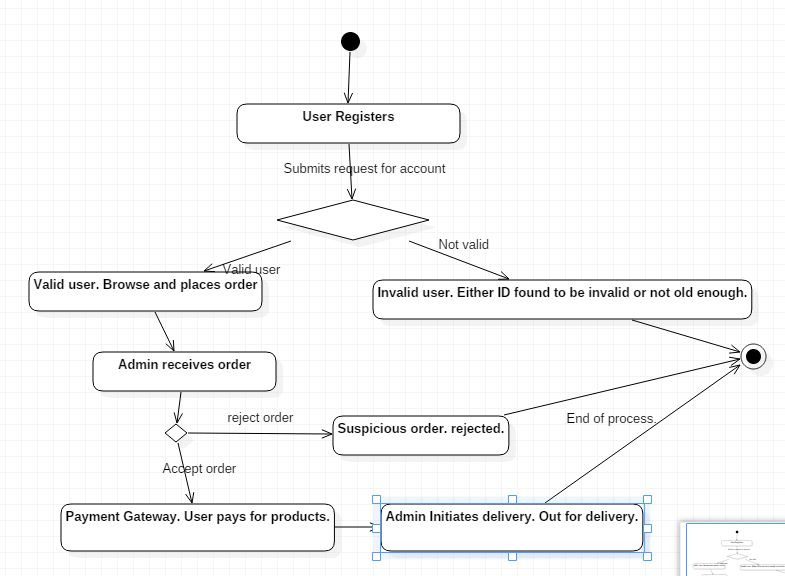 User Registers
Submits request for account
Not valid
Valid user
Valid user. Browse and places order
Invalid user. Either ID found to be invalid or not old enough.
Admin receives order
reject order
Suspicious order. rejected.
End of process.
Accept order
Payment Gateway. User pays for products.
Admin Initiates delivery. Out for delivery.